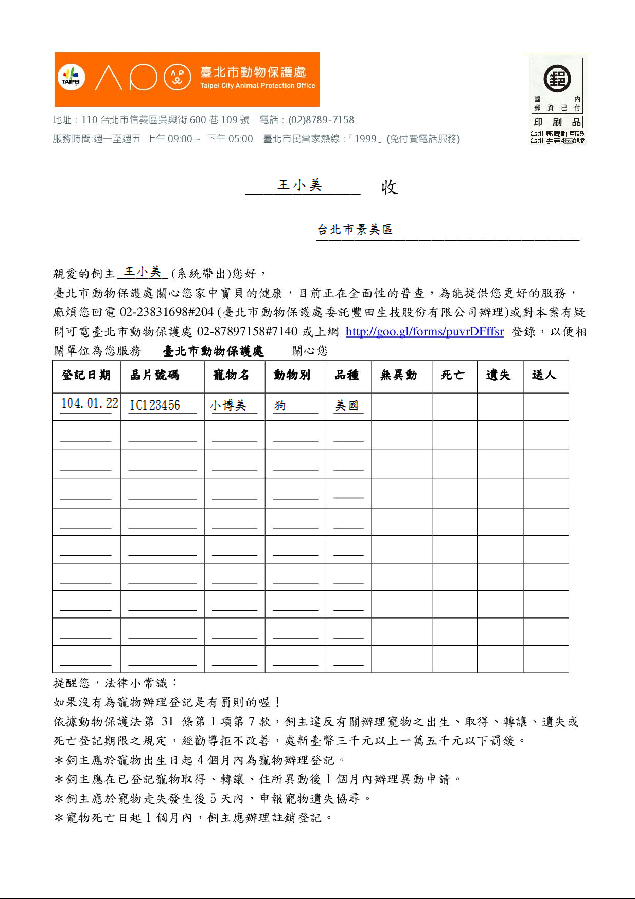 臺北市動物保護處
Taipei City Animal Protection Office
TAIPEI
國內
郵資已付
印刷品
地址：110 台北市信義區吳興街 600 巷 109 號 電話：(02)8789-7158
服務時間:週一至週五 上午 09:00 ~ 下午 05:00 臺北市民當家熱線：「1999」(免付費電話服務)
王小美 收
台北市景美區
親愛的飼主 王小美 (系統帶出)您好，
臺北市動物保護處關心您家中寶貝的健康，目前正在全面性的普查，為能提供您更好的服務，
麻煩您回電 02-23831698#204 (臺北市動物保護處委託豐田生技股份有限公司辦理)或對本案有疑
問可電臺北市動物保護處 02-87897158#7140 或上網 http://goo.gl/forms/puvrDFffsr 登錄，以便相
關單位為您服務 臺北市動物保護處 關心您
登記日期 晶片號碼 寵物名 動物別 品種 無異動 死亡 遺失 送人
104.01.22 IC123456 小博美 狗 美國
提醒您，法律小常識：
如果沒有為寵物辦理登記是有罰則的喔！
依據動物保護法第 31 條第 1 項第 7 款，飼主違反有關辦理寵物之出生、取得、轉讓、遺失或
死亡登記期限之規定，經勸導拒不改善，處新臺幣三千元以上一萬五千元以下罰鍰。
＊飼主應於寵物出生日起 4 個月內為寵物辦理登記。
＊飼主應在已登記寵物取得、轉讓、住所異動後 1 個月內辦理異動申請。
＊飼主應於寵物走失發生後 5 天內，申報寵物遺失協尋。
＊寵物死亡日起 1 個月內，飼主應辦理註銷登記。